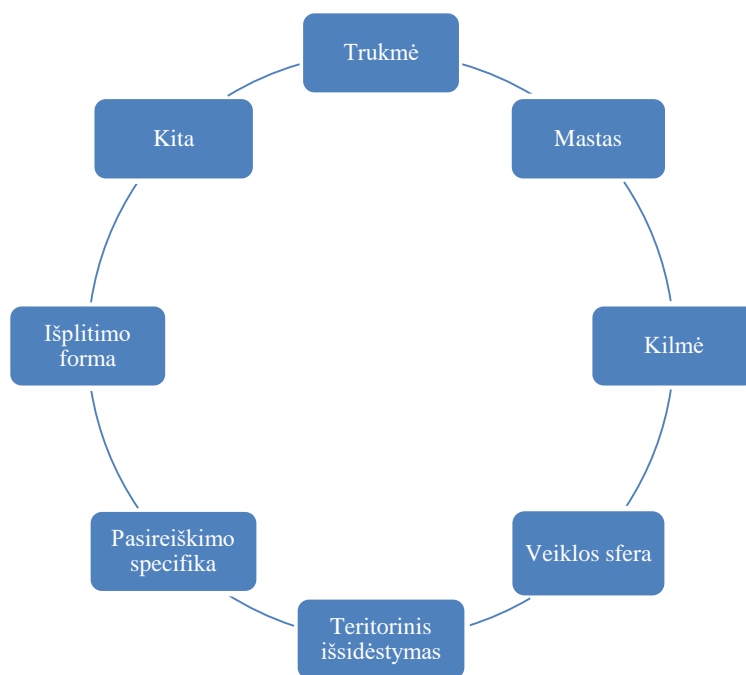 Trukmė
Mastas
Kilmė
Veiklos sfera
Teritorinis
išsidėstymas
Pasireiškimo
specifika
Išplitimo
forma
Kita